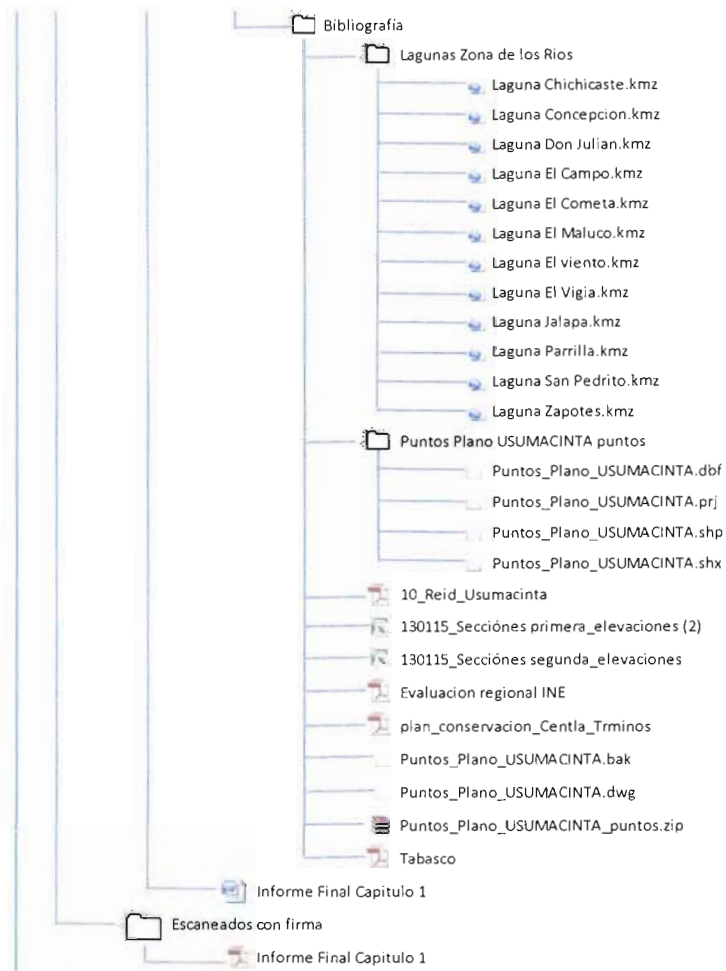 Bibliografía
Lagunas Zona de los Rios
Laguna Chichicaste.kmz
Laguna Concepcion.kmz
Laguna Don Julian.kmz
Laguna El Campo.kmz
Laguna El Cometa.kmz
Laguna El Maluco.kmz
Laguna El viento.kmz
Laguna El Vigia.kmz
Laguna Jalapa.kmz
Laguna Parrilla.kmz
Laguna San Pedrito.kmz
Laguna Zapotes.kmz
Puntos Plano USUMACINTA puntos
Puntos_Plano_USUMACINTA.dbf
Puntos_Plano_USUMACINTA.prj
Puntos_Plano_USUMACINTA.shp
Puntos_Plano_USUMACINTA.shx
10_Reid_Usumacinta
130115_Secciónes primera_elevaciones (2)
130115_Secciónes segunda_elevaciones
Evaluacion regional INE
plan_conservacion_Centla_Trminos
Puntos_Plano_USUMACINTA.bak
Puntos_Plano_USUMACINTA.dwg
Puntos_Plano_USUMACINTA_puntos.zip
Tabasco
Informe Final Capitulo 1
Escaneados con firma
Informe Final Capitulo 1